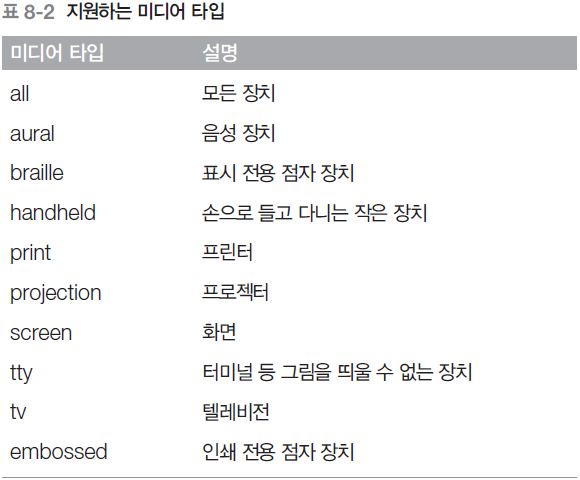 표 8-2 지원하는 미디어 타입
미디어 타입 설명
all 모든 장치
aural 음성 장치
braille 표시 전용 점자 장치
handheld 손으로 들고 다니는 작은 장치
print 프린터
projection 프로젝터
screen 화면
tty 터미널 등 그림을 띄울 수 없는 장치
tv 텔레비전
embossed 인쇄 전용 점자 장치